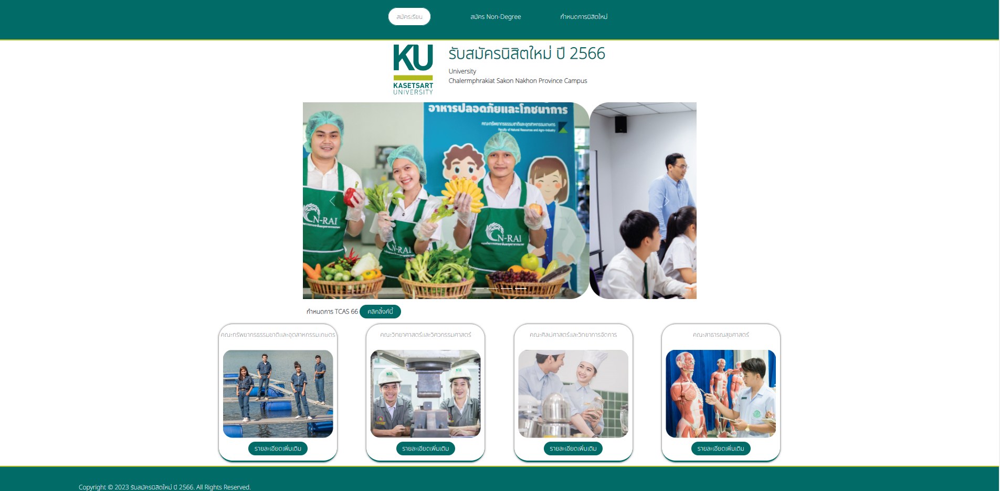 สมัครเรียน
สมัคร Non-Degree
กำหนดการนิสิตใหม่
KU
KASETSART
UNIVERSITY
รับสมัครนิสิตใหม่ ปี 2566
University
Chalermphrakiat Sakon Nakhon Province Campus
อาหารปลอดภัยและโภชนาการ
คณะทรัพยากรธรรมชาติและอุตสาหกรรมเกษตร
Faculty of Natural Resources and Agro-Industry
N-RAI
N-RAI
N-RAI
กำหนดการ TCAS 66 คลิกลิ้งค์นี้
คณะทรัพยากรธรรมชาติและอุตสาหกรรมเกษตร
คณะวิทยาศาสตร์และวิศวกรรมศาสตร์
คณะศิลปศาสตร์และวิทยาการจัดการ
คณะสาธารณสุขศาสตร์
KU
KU
รายละเอียดเพิ่มเติม
รายละเอียดเพิ่มเติม
รายละเอียดเพิ่มเติม
รายละเอียดเพิ่มเติม
Copyright © 2023 รับสมัครนิสิตใหม่ ปี 2566. All Rights Reserved.